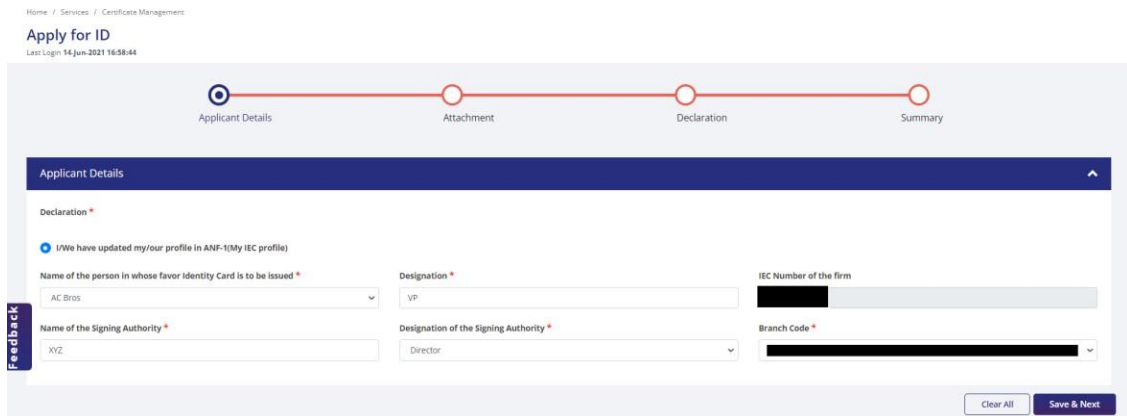 Home / Services / Certificate Management
Apply for ID
Last Login 14-Jun-2021 16:58:44
Applicant Details Attachment Declaration Summary
Applicant Details
Declaration *
I/We have updated my/our profile in ANF-1(My IEC profile)
Name of the person in whose favor Identity Card is to be issued * Designation * IEC Number of the firm
AC Bros VP
Name of the Signing Authority * Designation of the Signing Authority * Branch Code *
XYZ Director
Feedback
Clear All Save & Next